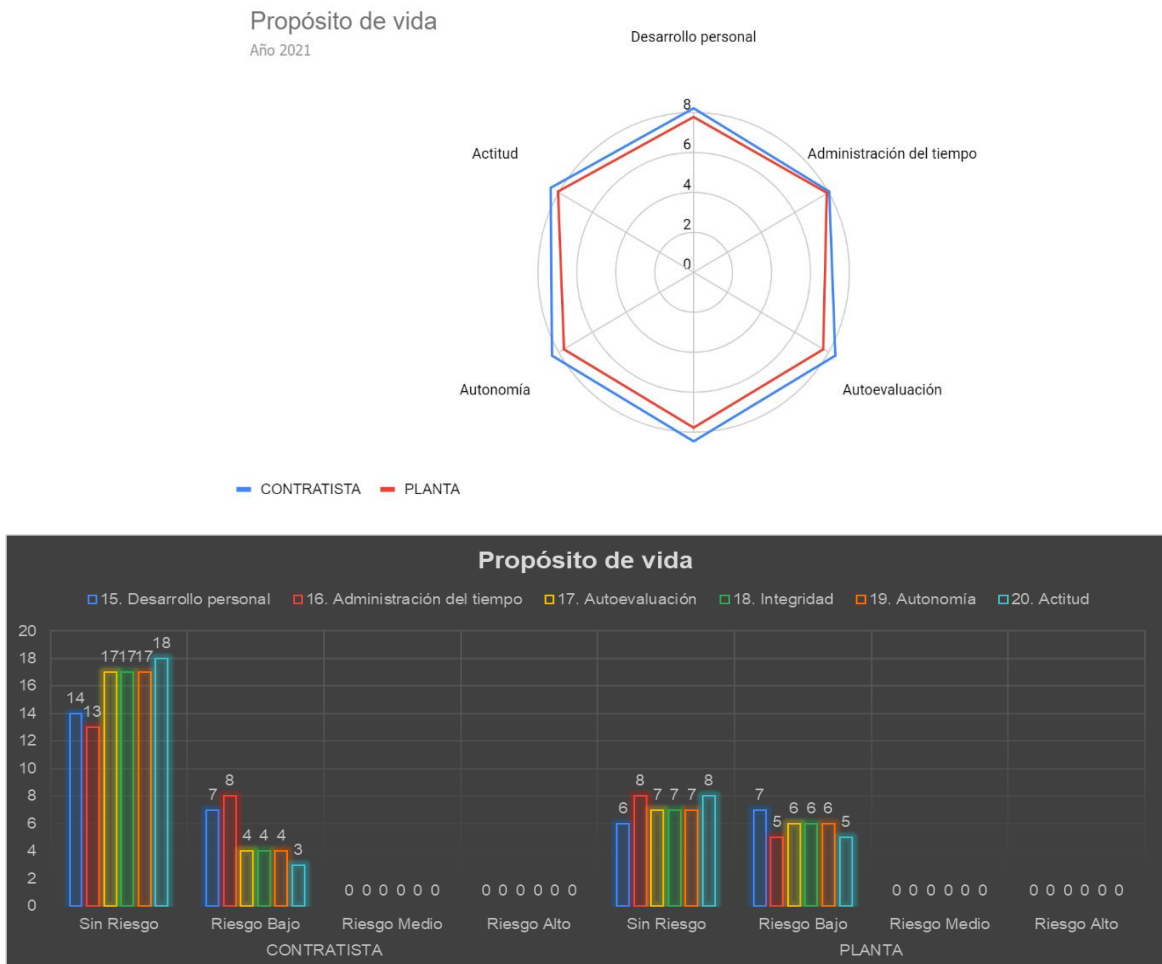 Propósito de vida
Año 2021
Desarrollo personal
8
Actitud
Administración del tiempo
6
4
2
0
Autonomía
Autoevaluación
CONTRATISTA PLANTA
Propósito de vida
15. Desarrollo personal 16. Administración del tiempo 17. Autoevaluación 18. Integridad 19. Autonomía 20. Actitud
20
18
16
14
12
10
8
6
4
2
0
14 13 17 17 17 18
7 8 4 4 4 3
0 0 0 0 0 0
0 0 0 0 0 0
6 8 7 7 7 8
7 5 6 6 6 5
0 0 0 0 0 0
0 0 0 0 0 0
Sin Riesgo Riesgo Bajo Riesgo Medio Riesgo Alto Sin Riesgo Riesgo Bajo Riesgo Medio Riesgo Alto
CONTRATISTA PLANTA